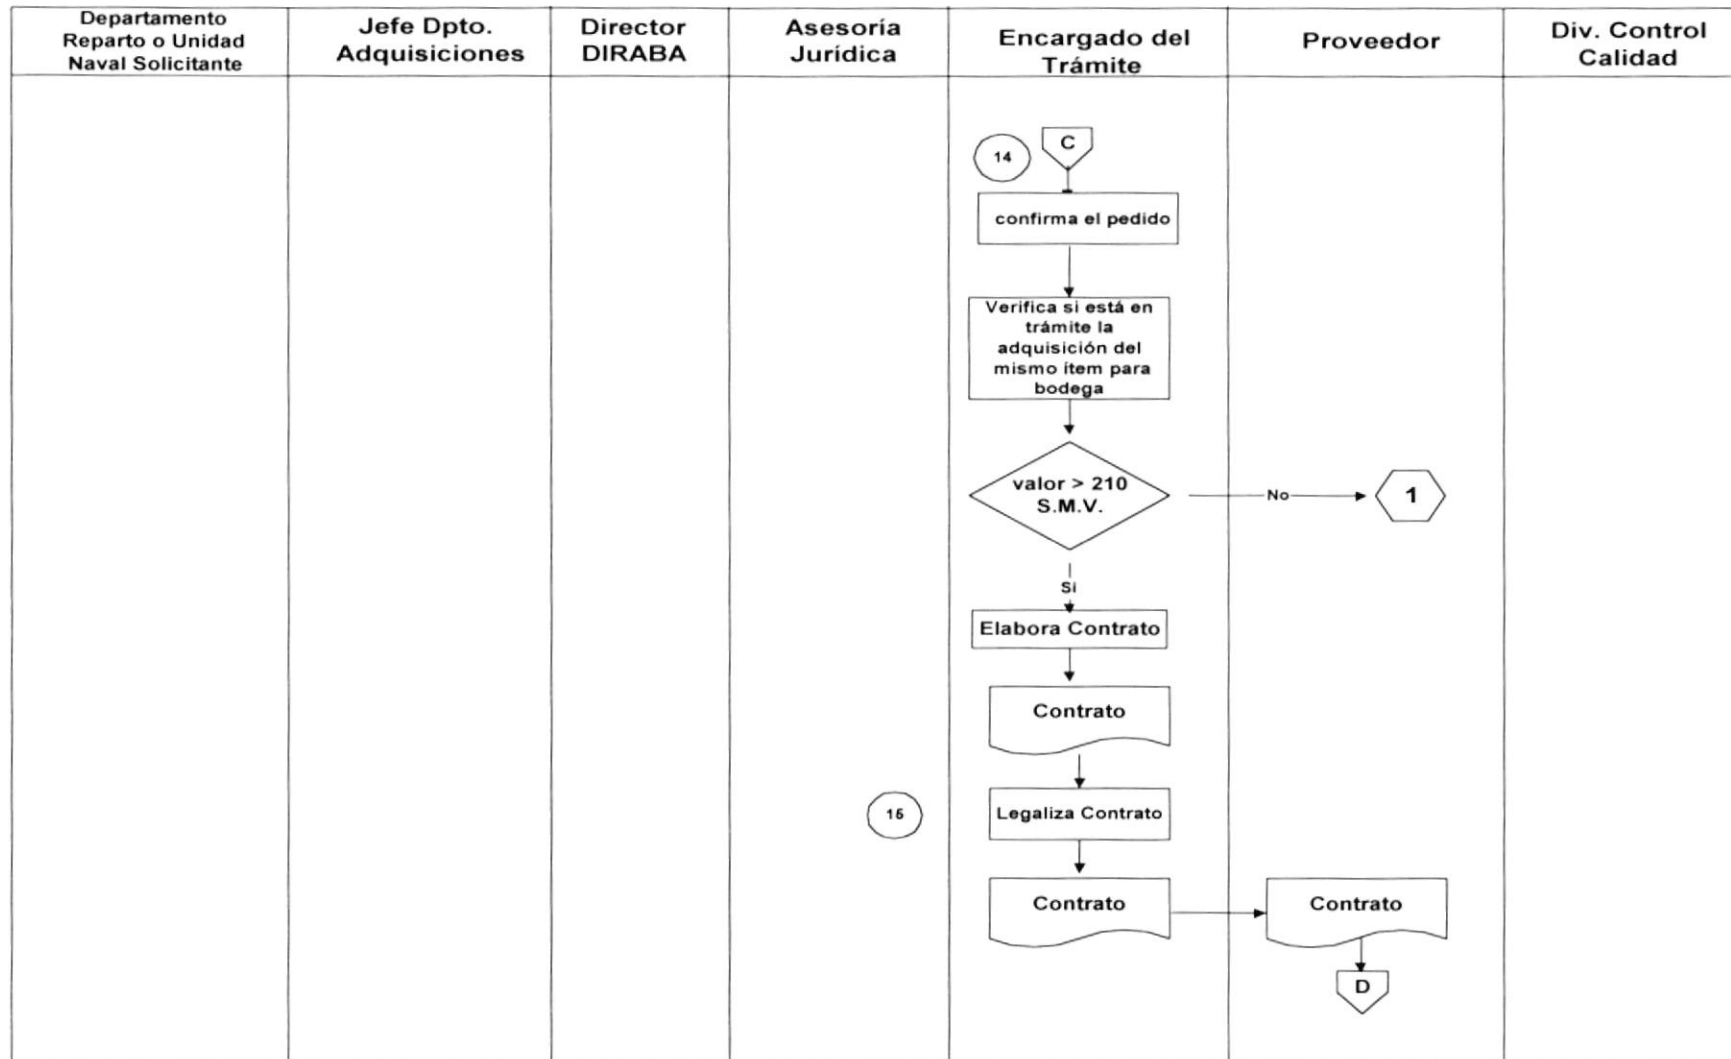 Departamento
Reparto o Unidad
Naval Solicitante
Jefe Dpto.
Adquisiciones
Director
DIRABA
Asesoría
Jurídica
Encargado del
Trámite
Proveedor
Div. Control
Calidad
14
C
confirma el pedido
Verifica si está en
trámite la
adquisición del
mismo ítem para
bodega
valor > 210
S.M.V.
No
1
Si
Elabora Contrato
Contrato
15
Legaliza Contrato
Contrato
Contrato
D